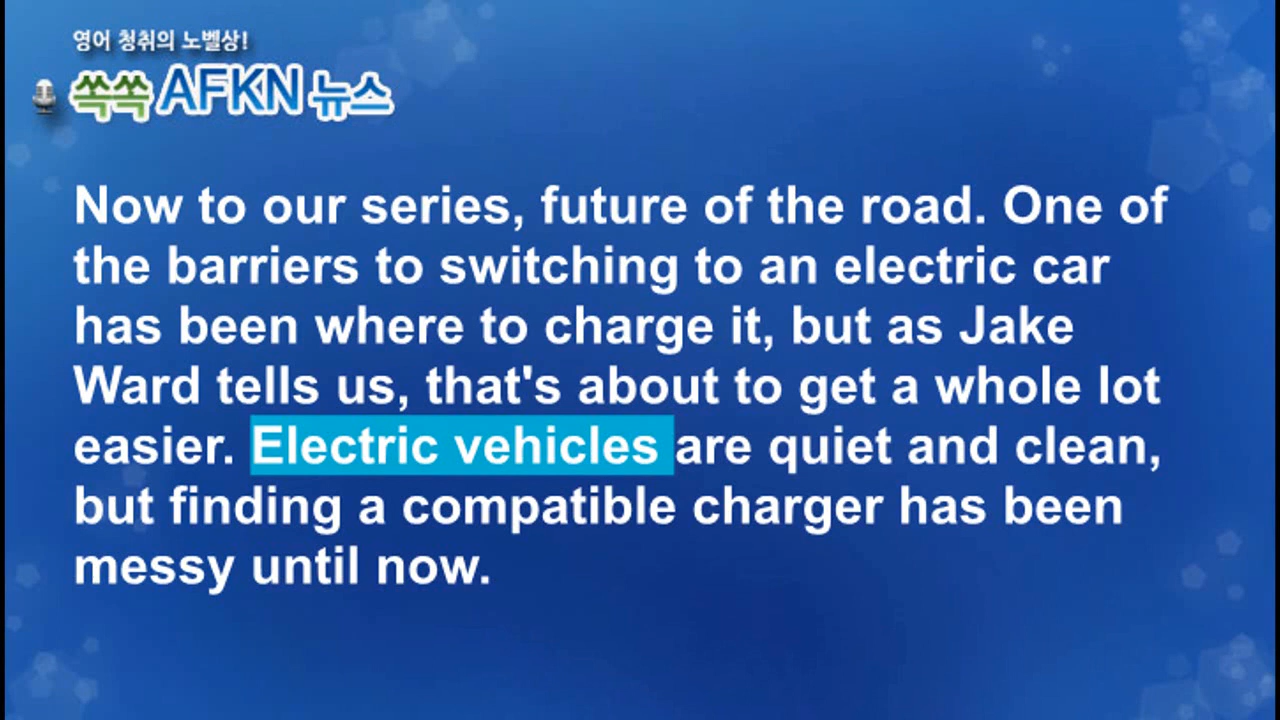 영어 청취의 노벨상!
쏙쏙 AFKN 뉴스
Now to our series, future of the road. One of
the barriers to switching to an electric car
has been where to charge it, but as Jake
Ward tells us, that's about to get a whole lot
easier. Electric vehicles are quiet and clean,
but finding a compatible charger has been
messy until now.